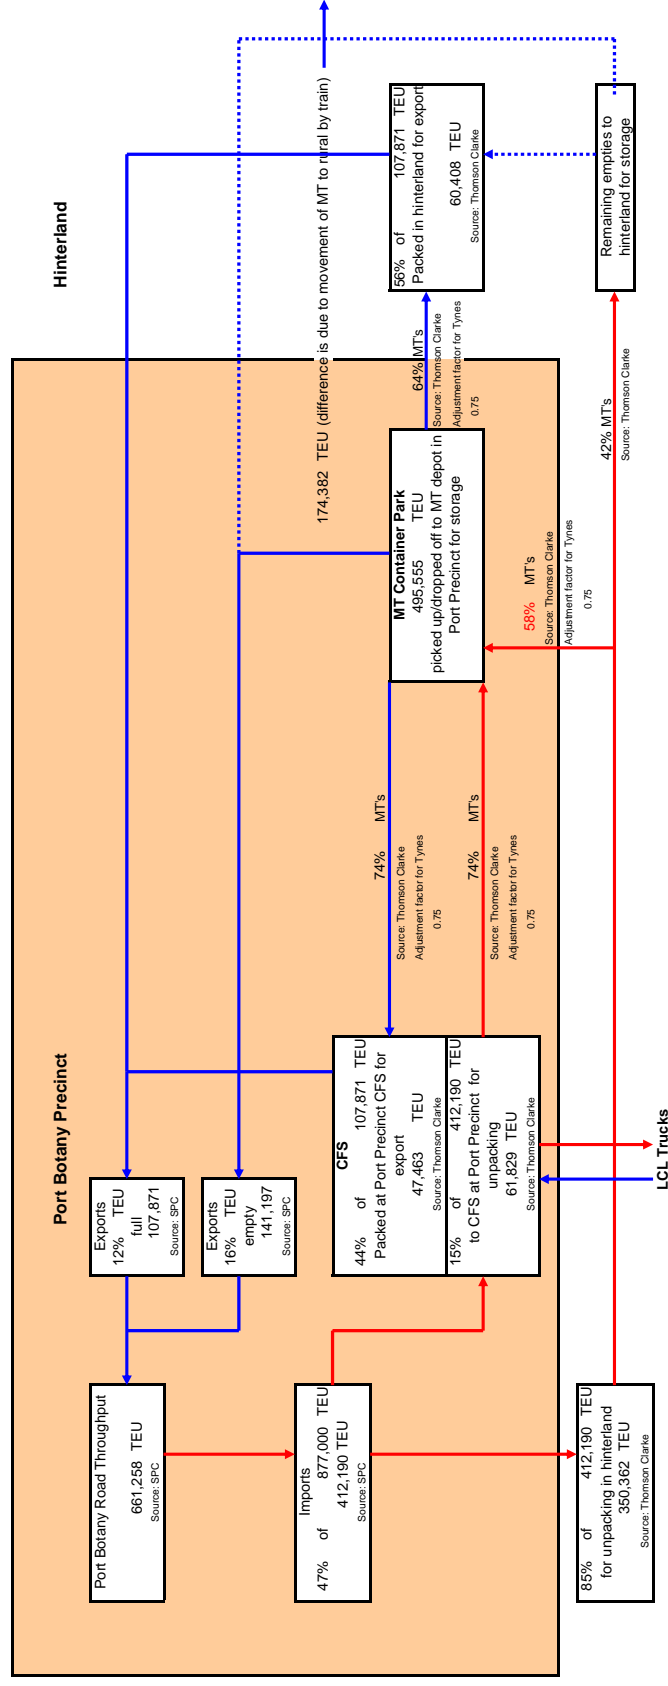 Port Botany Precinct
Hinterland
Port Botany Road Throughput
661,258 TEU
Source: SPC
Exports
12% TEU
full
107,871
Source: SPC
Exports
16% TEU
empty
141,197
Source: SPC
Imports
47% of 877,000 TEU
412,190 TEU
Source: SPC
CFS
44% of 107,871 TEU
Packed at Port Precinct CFS for
export
47,463 TEU
Source: Thomson Clarke
15% of 412,190 TEU
to CFS at Port Precinct for
unpacking
61,829 TEU
Source: Thomson Clarke
85% of 412,190 TEU
for unpacking in hinterland
350,362 TEU
Source: Thomson Clarke
LCL Trucks
74% MT's
Source: Thomson Clarke
Adjustment factor for Tynes
0.75
74% MT's
Source: Thomson Clarke
Adjustment factor for Tynes
0.75
MT Container Park
495,555 TEU
picked up/dropped off to MT depot in
Port Precinct for storage
58% MT's
Source: Thomson Clarke
Adjustment factor for Tynes
0.75
174,382 TEU (difference is due to movement of MT to rural by train)
64% MT's
Source: Thomson Clarke
Adjustment factor for Tynes
0.75
42% MT's
Source: Thomson Clarke
56% of 107,871 TEU
Packed in hinterland for export
60,408 TEU
Source: Thomson Clarke
Remaining empties to
hinterland for storage